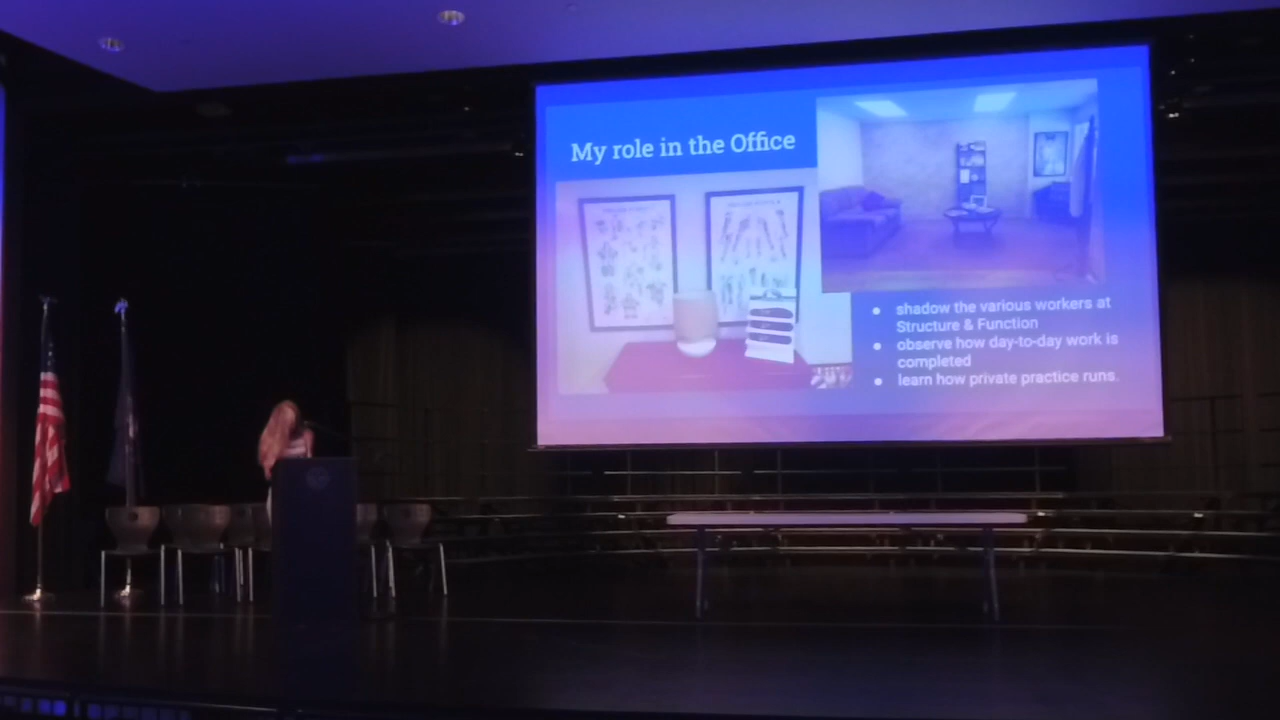 My role in the Office
shadow the various workers at
Structure & Function
observe how day-to-day work is
completed
learn how private practice runs.